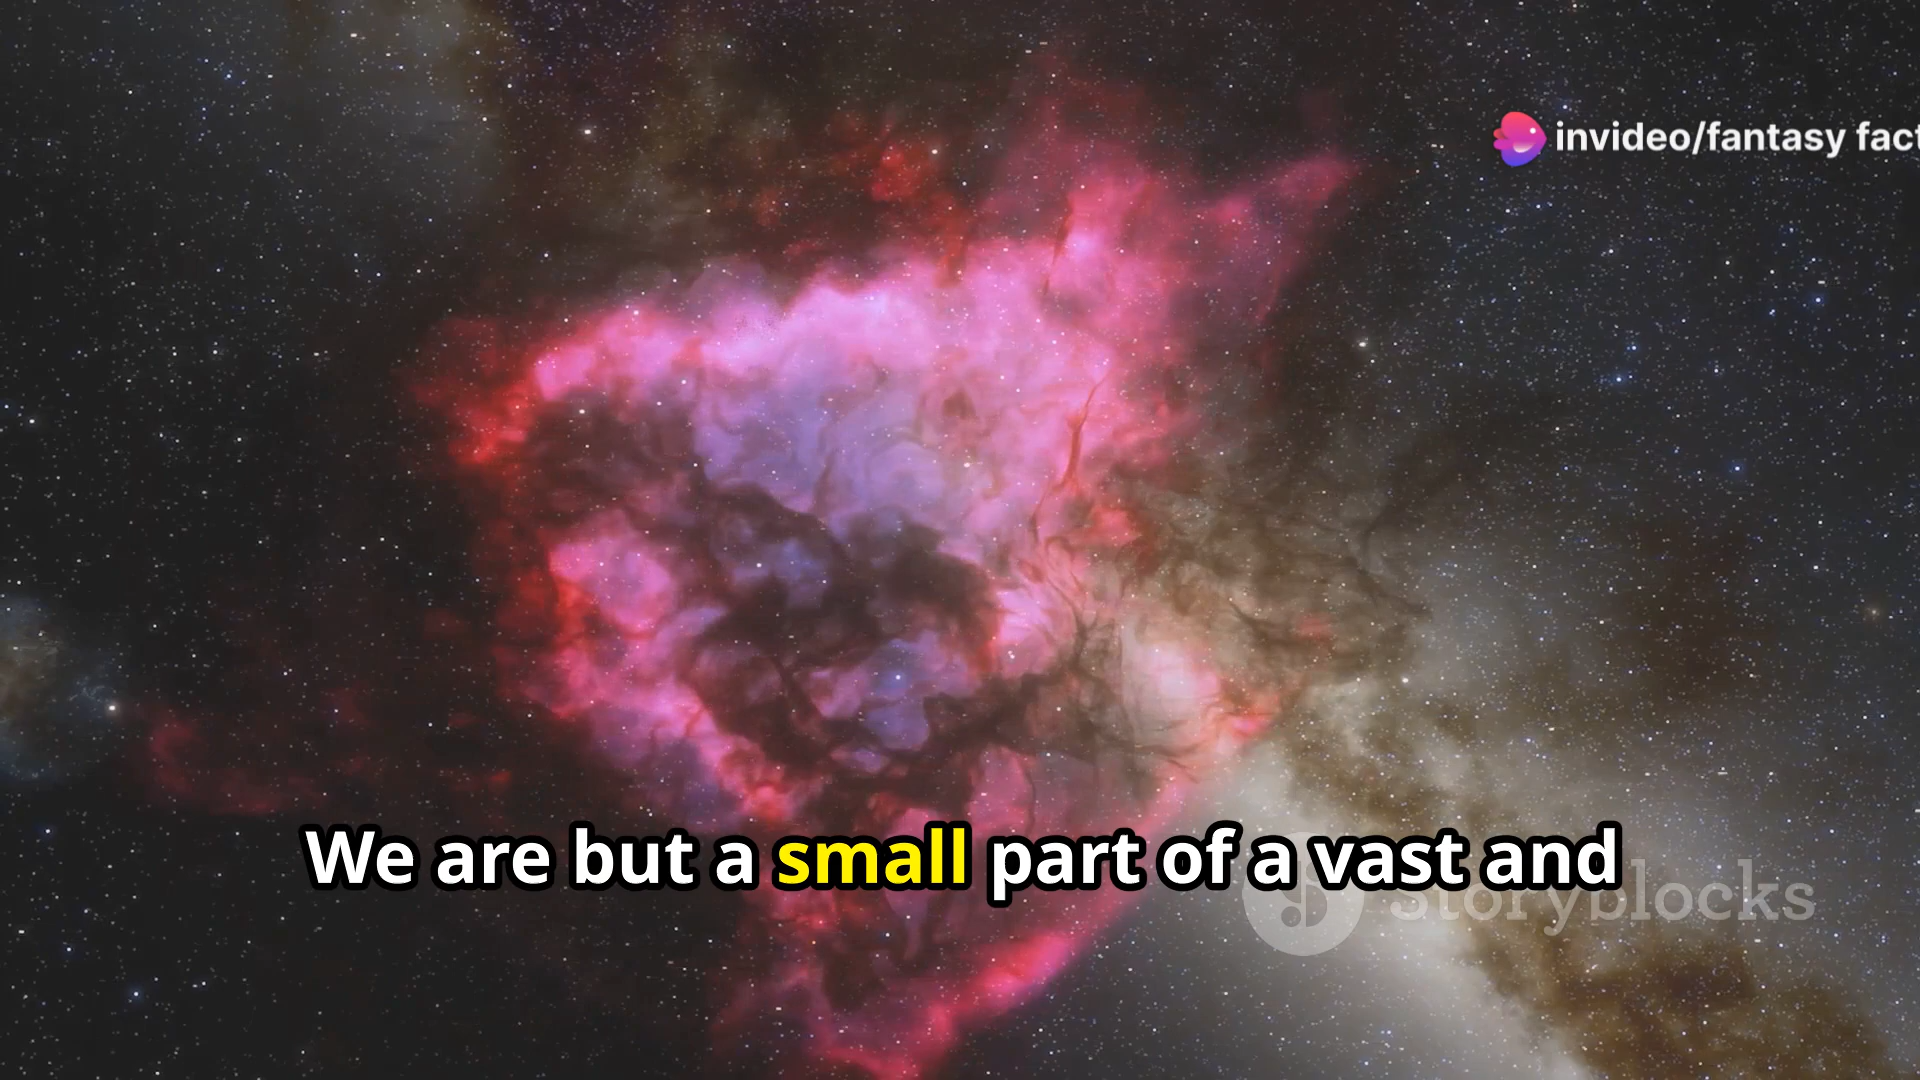 invideo/fantasy fact
We are but a small part of a vast and
Storyblocks